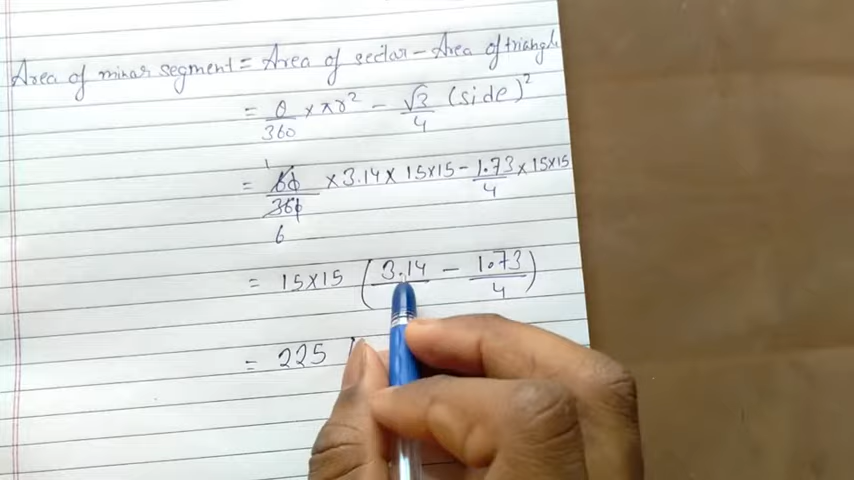 Area of minor segment = Area of sector - Area of triangle
= θ/360 × πr² - √3/4 (side)²
= 1 60/360 6 × 3.14 × 15×15 - 1.73/4 × 15×15
= 15×15 ( 3.14/ - 1.73/4 )
= 225